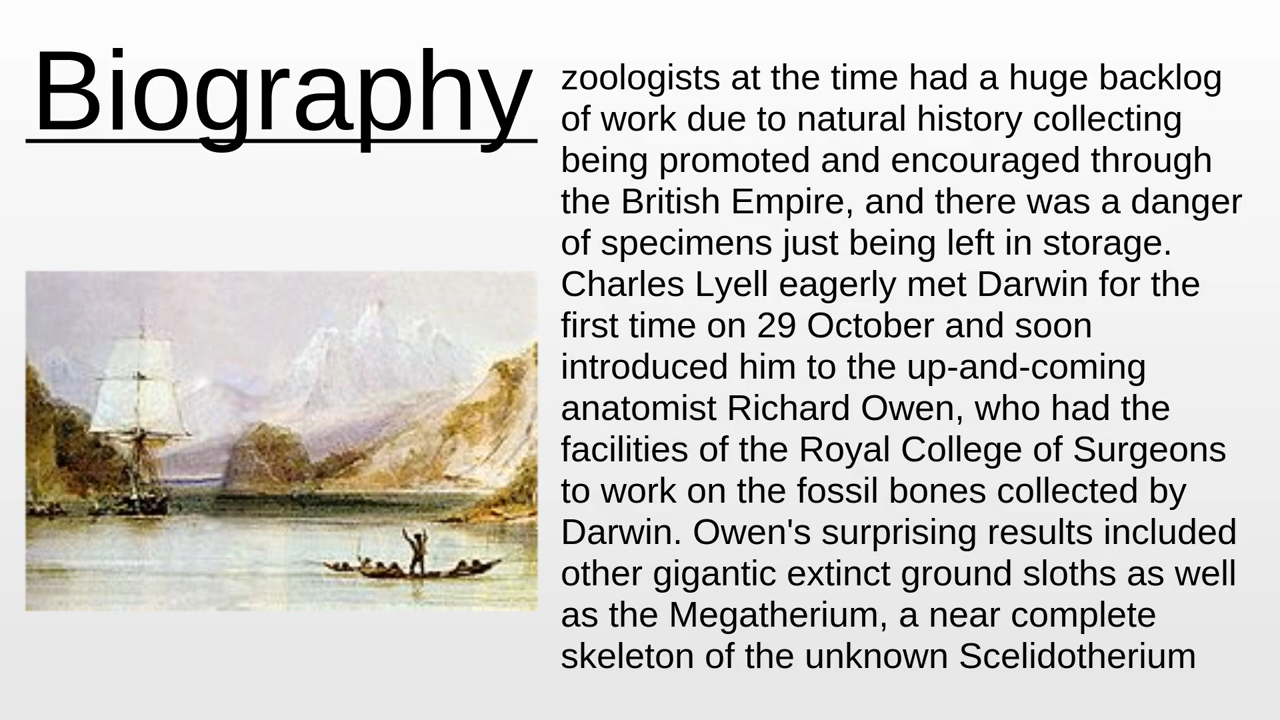 Biography
zoologists at the time had a huge backlog
of work due to natural history collecting
being promoted and encouraged through
the British Empire, and there was a danger
of specimens just being left in storage.
Charles Lyell eagerly met Darwin for the
first time on 29 October and soon
introduced him to the up-and-coming
anatomist Richard Owen, who had the
facilities of the Royal College of Surgeons
to work on the fossil bones collected by
Darwin. Owen's surprising results included
other gigantic extinct ground sloths as well
as the Megatherium, a near complete
skeleton of the unknown Scelidotherium